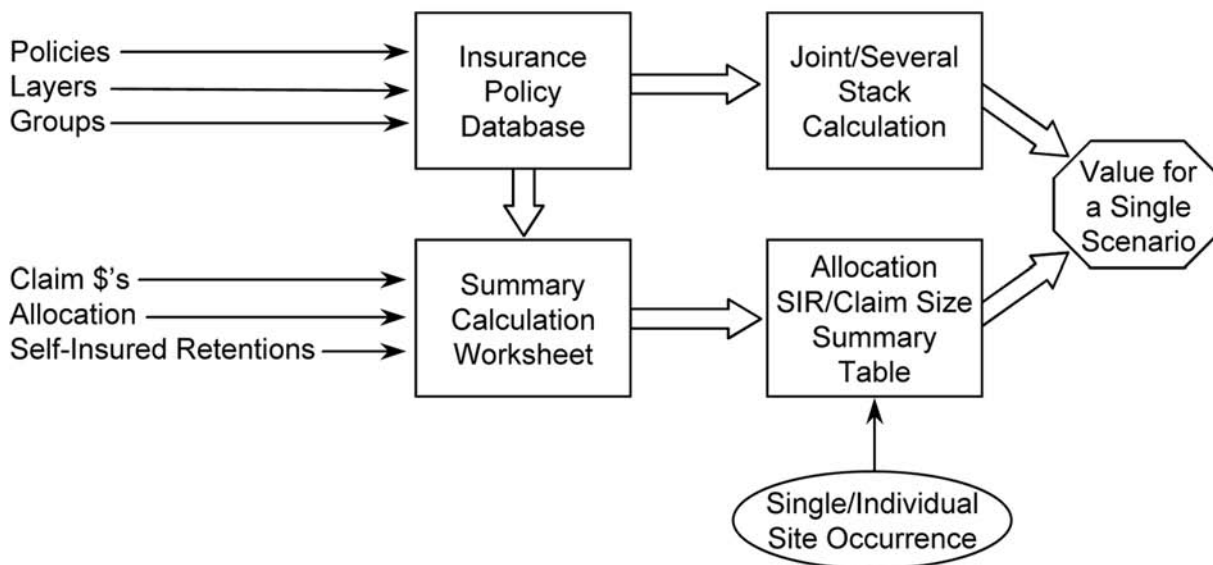 Policies
Layers
Groups
Insurance
Policy
Database
Joint/Several
Stack
Calculation
Value for
a Single
Scenario
Claim $'s
Allocation
Self-Insured Retentions
Summary
Calculation
Worksheet
Allocation
SIR/Claim Size
Summary
Table
Single/Individual
Site Occurrence